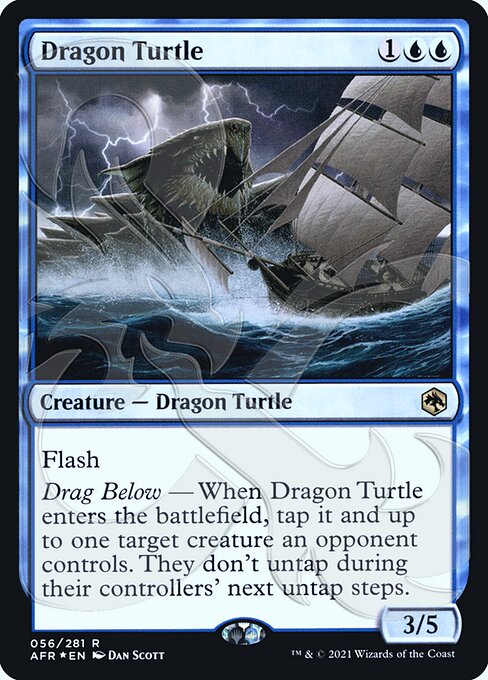 Dragon Turtle 1
Creature — Dragon Turtle
Flash
Drag Below — When Dragon Turtle
enters the battlefield, tap it and up
to one target creature an opponent
controls. They don't untap during
their controllers' next untap steps.
3/5
056/281 R
AFR ★ EN Dan Scott
™ & © 2021 Wizards of the Coast